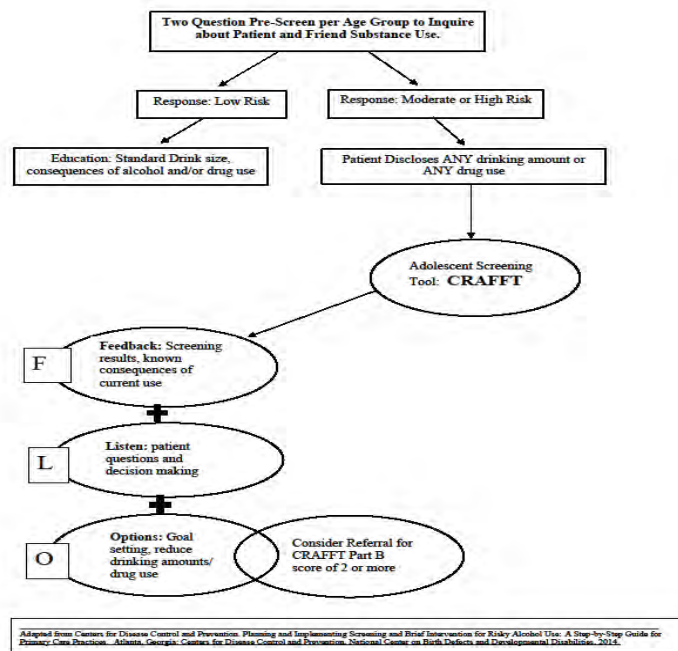 Two Question Pre-Screen per Age Group to Inquire
about Patient and Friend Substance Use.
Response: Low Risk
Response: Moderate or High Risk
Education: Standard Drink size,
consequences of alcohol and/or drug use
Patient Discloses ANY drinking amount or
ANY drug use
Adolescent Screening
Tool: CRAFFT
F
Feedback: Screening
results, known
consequences of
current use
+
L
Listen: patient
questions and
decision making
+
O
Options: Goal
setting, reduce
drinking amounts/
drug use
Consider Referral for
CRAFFT Part B
score of 2 or more
Adapted from Centers for Disease Control and Prevention. Planning and Implementing Screening and Brief Intervention for Risky Alcohol Use: A Step-by-Step Guide for
Primary Care Practices. Atlanta, Georgia: Centers for Disease Control and Prevention, National Center on Birth Defects and Developmental Disabilities, 2014.